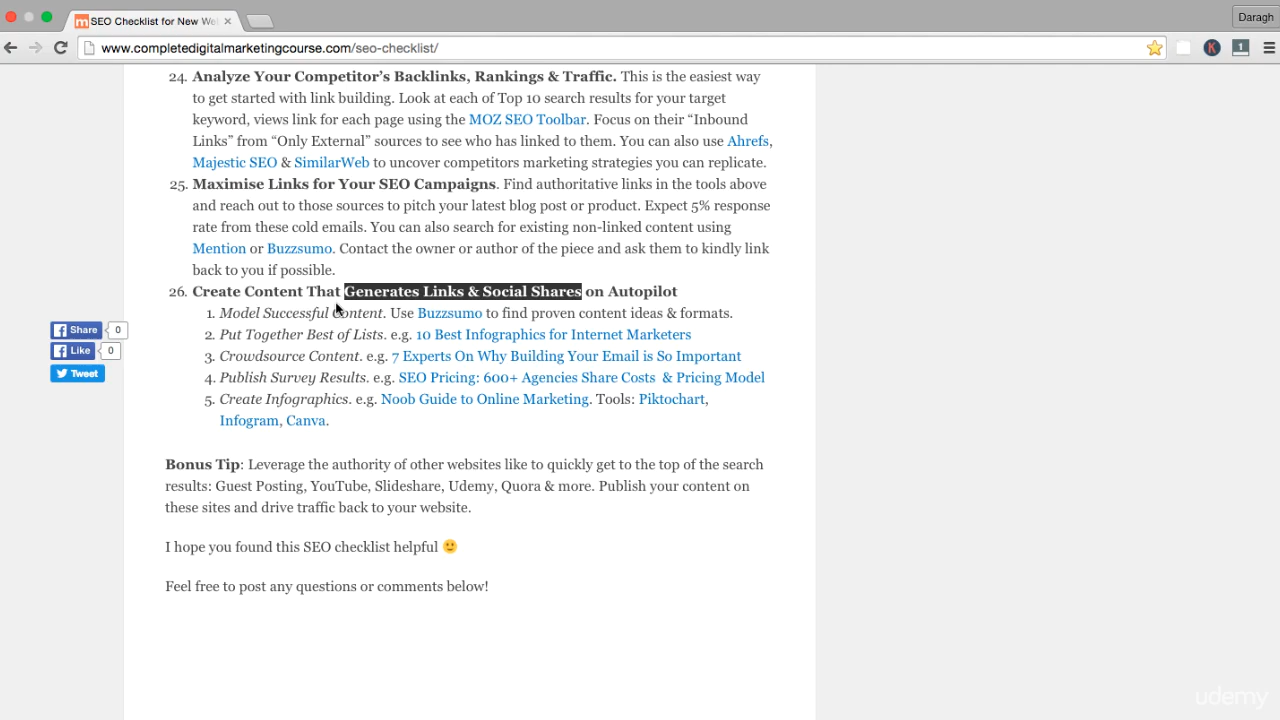 SEO Checklist for New We
Daragh
www.completedigitalmarketingcourse.com/seo-checklist/
24. Analyze Your Competitor's Backlinks, Rankings & Traffic. This is the easiest way
to get started with link building. Look at each of Top 10 search results for your target
keyword, views link for each page using the MOZ SEO Toolbar. Focus on their “Inbound
Links” from “Only External” sources to see who has linked to them. You can also use Ahrefs,
Majestic SEO & SimilarWeb to uncover competitors marketing strategies you can replicate.
25. Maximise Links for Your SEO Campaigns. Find authoritative links in the tools above
and reach out to those sources to pitch your latest blog post or product. Expect 5% response
rate from these cold emails. You can also search for existing non-linked content using
Mention or Buzzsumo. Contact the owner or author of the piece and ask them to kindly link
back to you if possible.
26. Create Content That Generates Links & Social Shares on Autopilot
1. Model Successful Content. Use Buzzsumo to find proven content ideas & formats.
2. Put Together Best of Lists. e.g. 10 Best Infographics for Internet Marketers
3. Crowdsource Content. e.g. 7 Experts On Why Building Your Email is So Important
4. Publish Survey Results. e.g. SEO Pricing: 600+ Agencies Share Costs & Pricing Model
5. Create Infographics. e.g. Noob Guide to Online Marketing. Tools: Piktochart,
Infogram, Canva.
Share 0
Like 0
Tweet
Bonus Tip: Leverage the authority of other websites like to quickly get to the top of the search
results: Guest Posting, YouTube, Slideshare, Udemy, Quora & more. Publish your content on
these sites and drive traffic back to your website.
I hope you found this SEO checklist helpful 🙂
Feel free to post any questions or comments below!
udemy